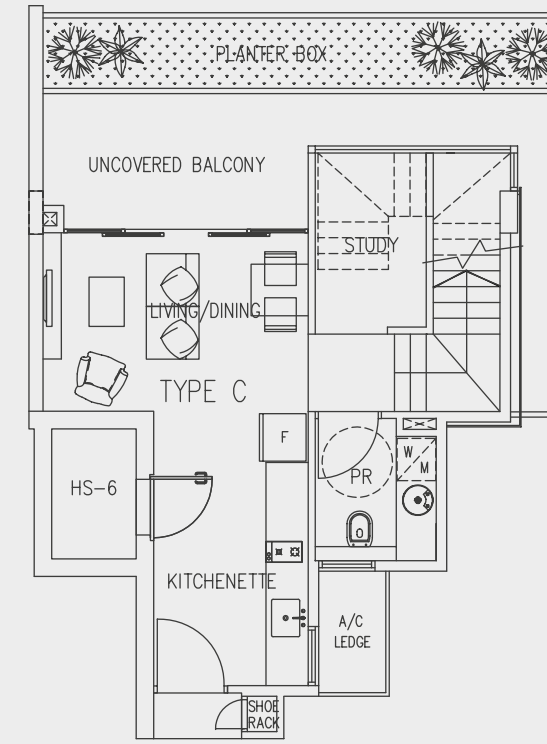 PLANTER BOX
UNCOVERED BALCONY
STUDY
LIVING/DINING
TYPE C
F
W
M
PR
HS-6
KITCHENETTE
A/C
LEDGE
SHOE
RACK